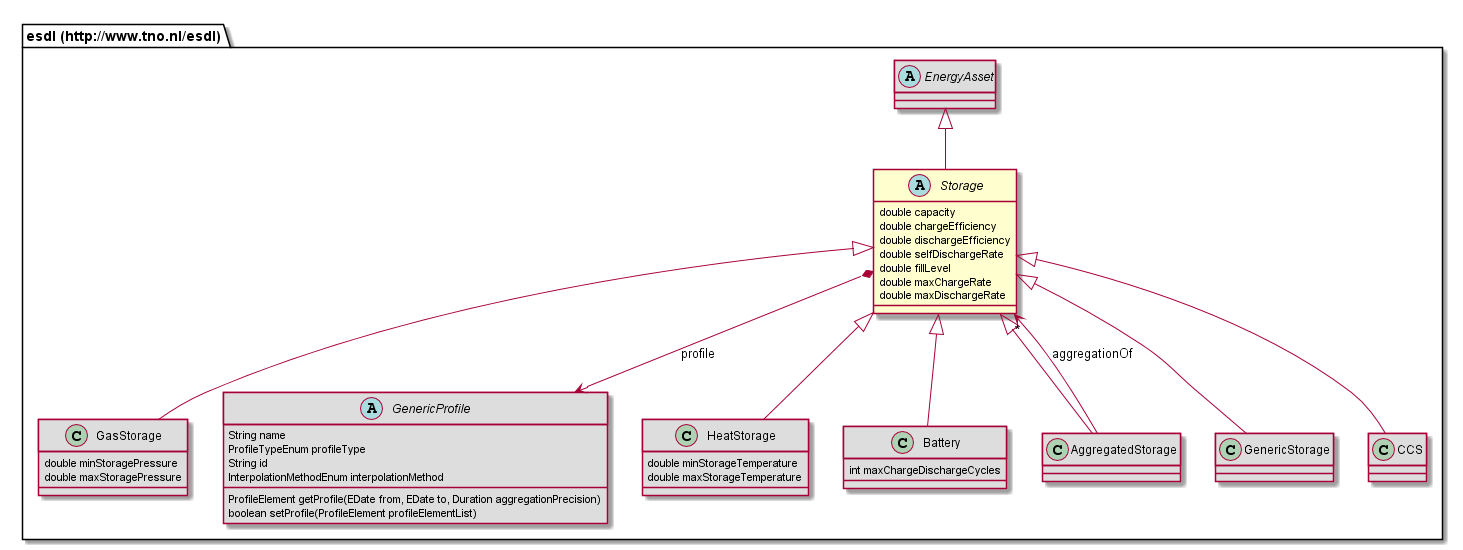 esdl (http://www.tno.nl/esdl)
A EnergyAsset
A Storage
double capacity
double chargeEfficiency
double dischargeEfficiency
double selfDischargeRate
double fillLevel
double maxChargeRate
double maxDischargeRate
profile
aggregationOf
C GasStorage
double minStoragePressure
double maxStoragePressure
A GenericProfile
String name
ProfileTypeEnum profileType
String id
InterpolationMethodEnum interpolationMethod
ProfileElement getProfile(EDate from, EDate to, Duration aggregationPrecision)
boolean setProfile(ProfileElement profileElementList)
C HeatStorage
double minStorageTemperature
double maxStorageTemperature
C Battery
int maxChargeDischargeCycles
C AggregatedStorage
C GenericStorage
C CCS